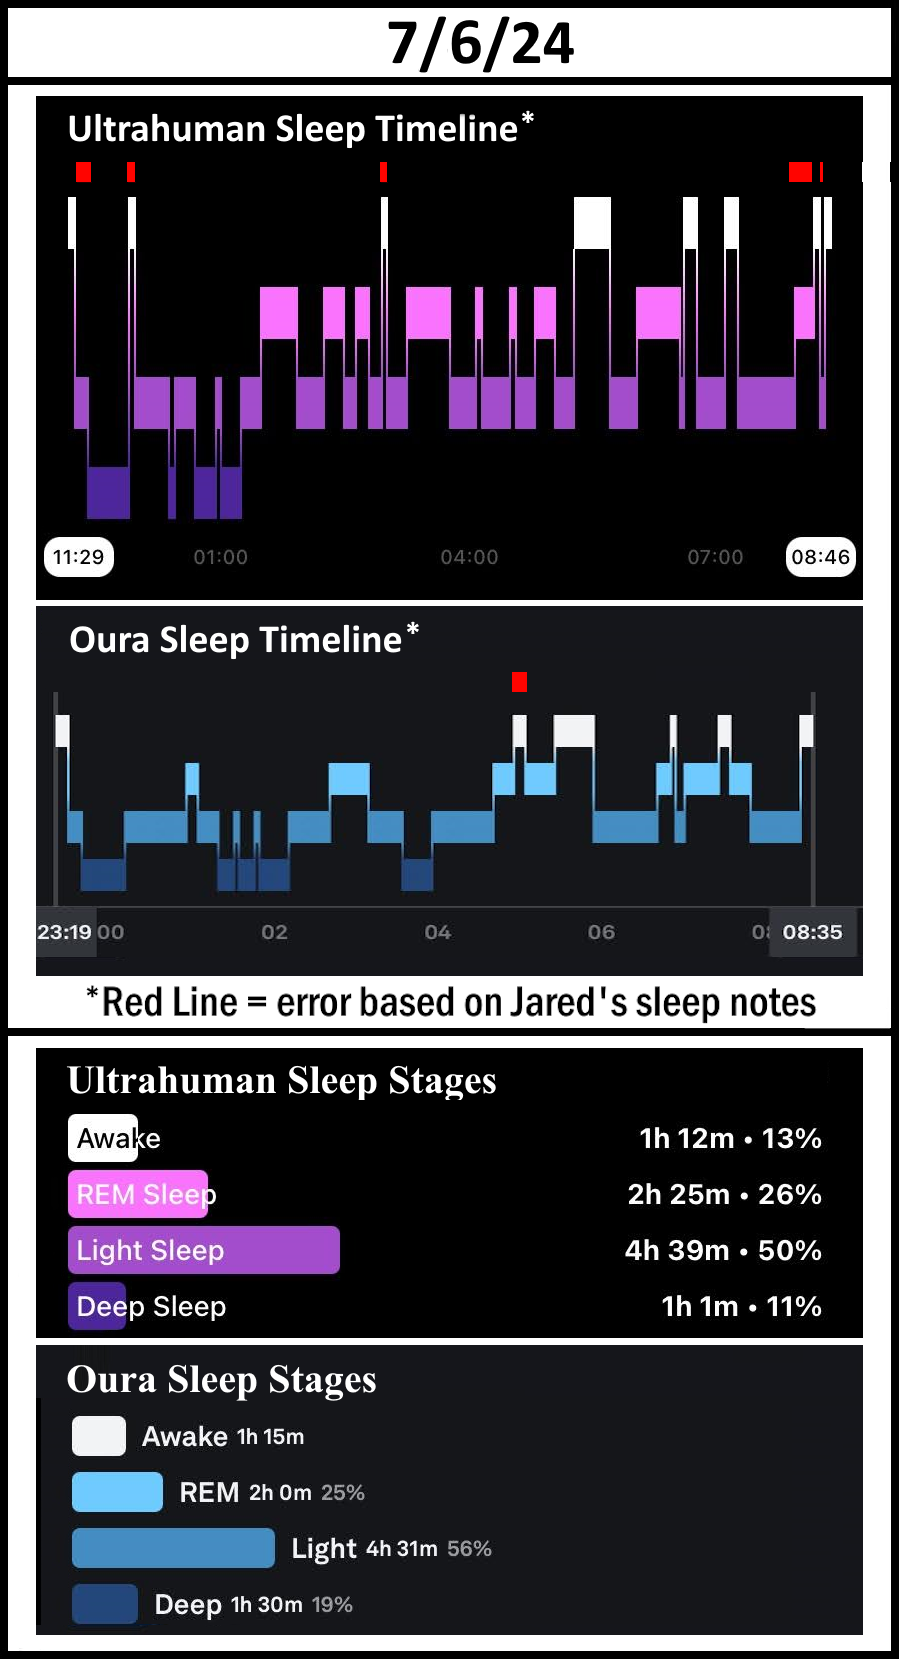 7/6/24
Ultrahuman Sleep Timeline*
11:29 01:00 04:00 07:00 08:46
Oura Sleep Timeline*
23:19 00 02 04 06 08:35
*Red Line = error based on Jared's sleep notes
Ultrahuman Sleep Stages
Awake 1h 12m • 13%
REM Sleep 2h 25m • 26%
Light Sleep 4h 39m • 50%
Deep Sleep 1h 1m • 11%
Oura Sleep Stages
Awake 1h 15m
REM 2h 0m 25%
Light 4h 31m 56%
Deep 1h 30m 19%